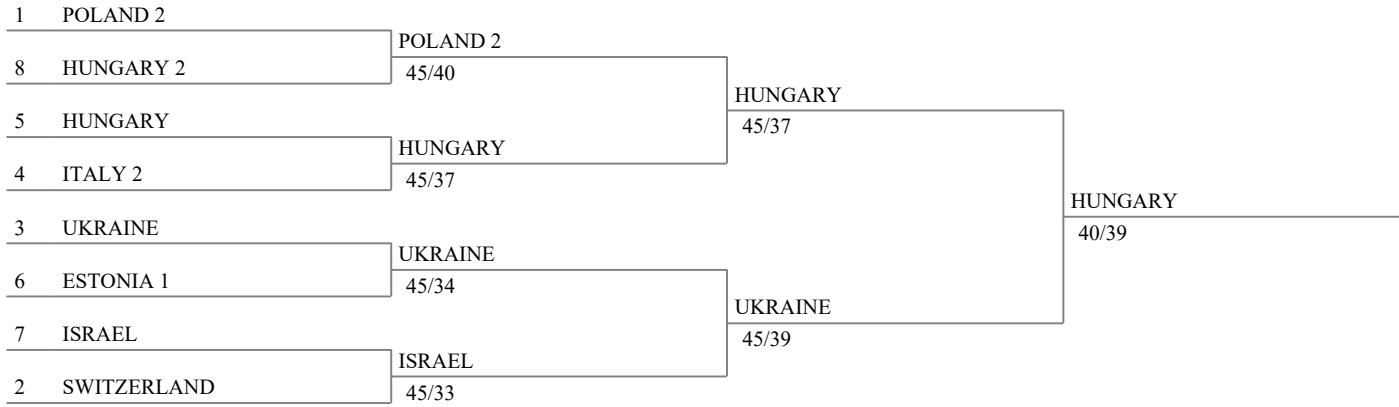 1 POLAND 2
POLAND 2
8 HUNGARY 2
45/40
HUNGARY
5 HUNGARY
45/37
HUNGARY
4 ITALY 2
45/37
HUNGARY
3 UKRAINE
40/39
UKRAINE
6 ESTONIA 1
45/34
UKRAINE
7 ISRAEL
45/39
ISRAEL
2 SWITZERLAND
45/33